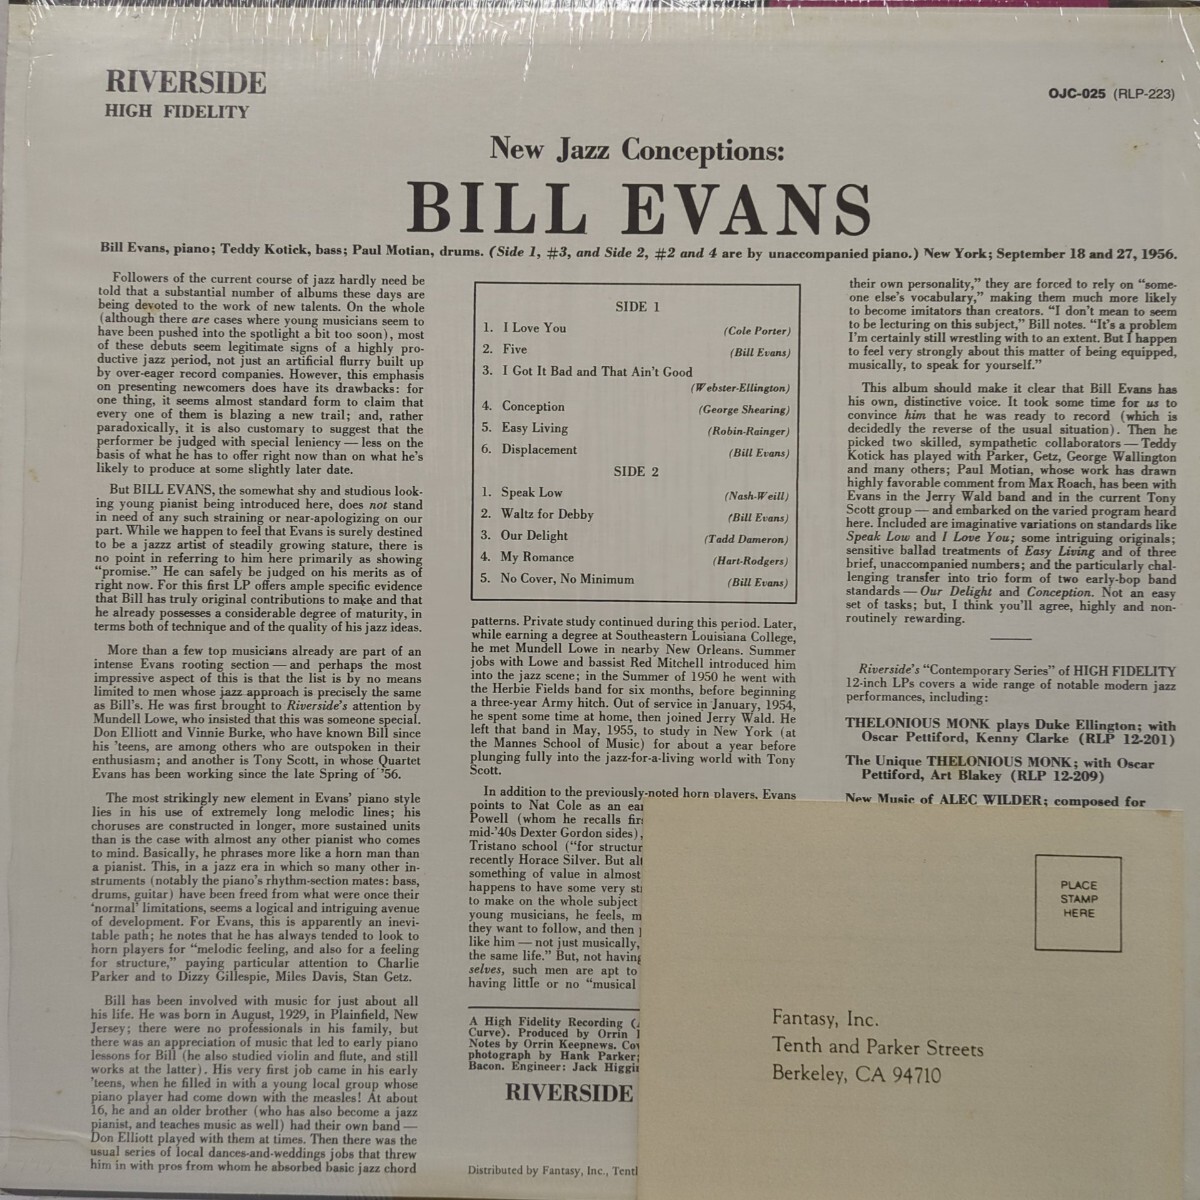 RIVERSIDE
HIGH FIDELITY
OJC-025 (RLP-223)
New Jazz Conceptions:
BILL EVANS
Bill Evans, piano; Teddy Kotick, bass; Paul Motian, drums. (Side 1, #3, and Side 2, #2 and 4 are by unaccompanied piano.) New York; September 18 and 27, 1956.
Followers of the current course of jazz hardly need be
told that a substantial number of albums these days are
being devoted to the work of new talents. On the whole
(although there are cases where young musicians seem to
have been pushed into the spotlight a bit too soon), most
of these debuts seem legitimate signs of a highly pro-
ductive jazz period, not just an artificial flurry built up
by over-eager record companies. However, this emphasis
on presenting newcomers does have its drawbacks: for
one thing, it seems almost standard form to claim that
every one of them is blazing a new trail; and, rather
paradoxically, it is also customary to suggest that the
performer be judged with special leniency — less on the
basis of what he has to offer right now than on what he's
likely to produce at some slightly later date.
But BILL EVANS, the somewhat shy and studious look-
ing young pianist being introduced here, does not stand
in need of any such straining or near-apologizing on our
part. While we happen to feel that Evans is surely destined
to be a jazzz artist of steadily growing stature, there is
no point in referring to him here primarily as showing
"promise." He can safely be judged on his merits as of
right now. For this first LP offers ample specific evidence
that Bill has truly original contributions to make and that
he already possesses a considerable degree of maturity, in
terms both of technique and of the quality of his jazz ideas.
More than a few top musicians already are part of an
intense Evans rooting section — and perhaps the most
impressive aspect of this is that the list is by no means
limited to men whose jazz approach is precisely the same
as Bill's. He was first brought to Riverside's attention by
Mundell Lowe, who insisted that this was someone special.
Don Elliott and Vinnie Burke, who have known Bill since
his 'teens, are among others who are outspoken in their
enthusiasm; and another is Tony Scott, in whose Quartet
Evans has been working since the late Spring of '56.
The most strikingly new element in Evans' piano style
lies in his use of extremely long melodic lines; his
choruses are constructed in longer, more sustained units
than is the case with almost any other pianist who comes
to mind. Basically, he phrases more like a horn man than
a pianist. This, in a jazz era in which so many other in-
struments (notably the piano's rhythm-section mates: bass,
drums, guitar) have been freed from what were once their
'normal' limitations, seems a logical and intriguing avenue
of development. For Evans, this is apparently an inevi-
table path; he notes that he has always tended to look to
horn players for "melodic feeling, and also for a feeling
for structure," paying particular attention to Charlie
Parker and to Dizzy Gillespie, Miles Davis, Stan Getz.
Bill has been involved with music for just about all
his life. He was born in August, 1929, in Plainfield, New
Jersey; there were no professionals in his family, but
there was an appreciation of music that led to early piano
lessons for Bill (he also studied violin and flute, and still
works at the latter). His very first job came in his early
'teens, when he filled in with a young local group whose
piano player had come down with the measles! At about
16, he and an older brother (who has also become a jazz
pianist, and teaches music as well) had their own band —
Don Elliott played with them at times. Then there was the
usual series of local dances-and-weddings jobs that threw
him in with pros from whom he absorbed basic jazz chord
SIDE 1
1. I Love You (Cole Porter)
2. Five (Bill Evans)
3. I Got It Bad and That Ain't Good
(Webster-Ellington)
4. Conception (George Shearing)
5. Easy Living (Robin-Rainger)
6. Displacement (Bill Evans)
SIDE 2
1. Speak Low (Nash-Weill)
2. Waltz for Debby (Bill Evans)
3. Our Delight (Tadd Dameron)
4. My Romance (Hart-Rodgers)
5. No Cover, No Minimum (Bill Evans)
patterns. Private study continued during this period. Later,
while earning a degree at Southeastern Louisiana College,
he met Mundell Lowe in nearby New Orleans. Summer
jobs with Lowe and bassist Red Mitchell introduced him
into the jazz scene; in the Summer of 1950 he went with
the Herbie Fields band for six months, before beginning
a three-year Army hitch. Out of service in January, 1954,
he spent some time at home, then joined Jerry Wald. He
left that band in May, 1955, to study in New York (at
the Mannes School of Music) for about a year before
plunging fully into the jazz-for-a-living world with Tony
Scott.
In addition to the previously-noted horn players, Evans
points to Nat Cole as an ear
Powell (whom he recalls
mid-'40s Dexter Gordon sides),
Tristano school ("for structur
recently Horace Silver. But
something of value in almost
happens to have some very
to make on the whole subject
young musicians, he feels, m
they want to follow, and then
like him — not just musically,
the same life." But, not having
selves, such men are apt to
having little or no "musical
A High Fidelity Recording (
Curve). Produced by Orrin
Notes by Orrin Keepnews.
photograph by Hank Parker;
Bacon. Engineer: Jack Higgi
RIVERSIDE
Distributed by Fantasy, Inc., Tent
their own personality," they are forced to rely on "some-
one else's vocabulary," making them much more likely
to become imitators than creators. "I don't mean to seem
to be lecturing on this subject," Bill notes. "It's a problem
I'm certainly still wrestling with to an extent. But I happen
to feel very strongly about this matter of being equipped,
musically, to speak for yourself."
This album should make it clear that Bill Evans has
his own, distinctive voice. It took some time for us to
convince him that he was ready to record (which is
decidedly the reverse of the usual situation). Then he
picked two skilled, sympathetic collaborators — Teddy
Kotick has played with Parker, Getz, George Wallington
and many others; Paul Motian, whose work has drawn
highly favorable comment from Max Roach, has been with
Evans in the Jerry Wald band and in the current Tony
Scott group — and embarked on the varied program heard
here. Included are imaginative variations on standards like
Speak Low and I Love You; some intriguing originals;
sensitive ballad treatments of Easy Living and of three
brief, unaccompanied numbers; and the particularly chal-
lenging transfer into trio form of two early-bop band
standards — Our Delight and Conception. Not an easy
set of tasks; but, I think you'll agree, highly and non-
routinely rewarding.
Riverside's "Contemporary Series" of HIGH FIDELITY
12-inch LPs covers a wide range of notable modern jazz
performances, including:
THELONIOUS MONK plays Duke Ellington; with
Oscar Pettiford, Kenny Clarke (RLP 12-201)
The Unique THELONIOUS MONK; with Oscar
Pettiford, Art Blakey (RLP 12-209)
New Music of ALEC WILDER; composed for
PLACE
STAMP
HERE
Fantasy, Inc.
Tenth and Parker Streets
Berkeley, CA 94710